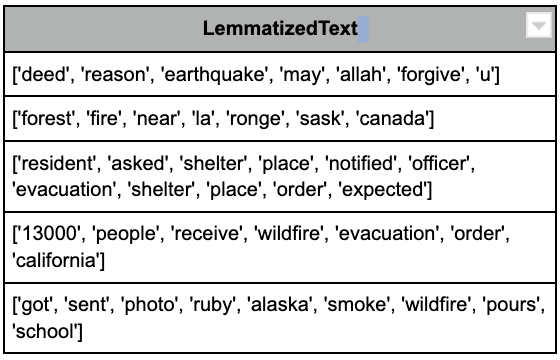 LemmatizedText
['deed', 'reason', 'earthquake', 'may', 'allah', 'forgive', 'u']
['forest', 'fire', 'near', 'la', 'ronge', 'sask', 'canada']
['resident', 'asked', 'shelter', 'place', 'notified', 'officer',
'evacuation', 'shelter', 'place', 'order', 'expected']
['13000', 'people', 'receive', 'wildfire', 'evacuation', 'order',
'california']
['got', 'sent', 'photo', 'ruby', 'alaska', 'smoke', 'wildfire', 'pours',
'school']